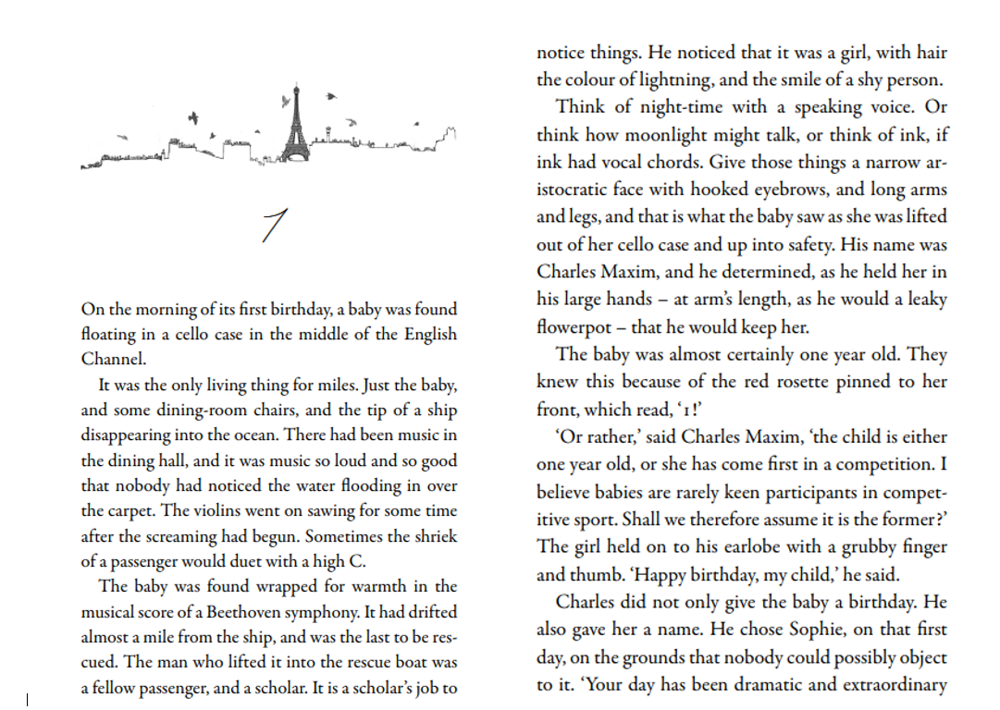 1
On the morning of its first birthday, a baby was found
floating in a cello case in the middle of the English
Channel.
It was the only living thing for miles. Just the baby,
and some dining-room chairs, and the tip of a ship
disappearing into the ocean. There had been music in
the dining hall, and it was music so loud and so good
that nobody had noticed the water flooding in over
the carpet. The violins went on sawing for some time
after the screaming had begun. Sometimes the shriek
of a passenger would duet with a high C.
The baby was found wrapped for warmth in the
musical score of a Beethoven symphony. It had drifted
almost a mile from the ship, and was the last to be res-
cued. The man who lifted it into the rescue boat was
a fellow passenger, and a scholar. It is a scholar’s job to
notice things. He noticed that it was a girl, with hair
the colour of lightning, and the smile of a shy person.
Think of night-time with a speaking voice. Or
think how moonlight might talk, or think of ink, if
ink had vocal chords. Give those things a narrow ar-
istocratic face with hooked eyebrows, and long arms
and legs, and that is what the baby saw as she was lifted
out of her cello case and up into safety. His name was
Charles Maxim, and he determined, as he held her in
his large hands – at arm’s length, as he would a leaky
flowerpot – that he would keep her.
The baby was almost certainly one year old. They
knew this because of the red rosette pinned to her
front, which read, ‘1!’
‘Or rather,’ said Charles Maxim, ‘the child is either
one year old, or she has come first in a competition. I
believe babies are rarely keen participants in compet-
itive sport. Shall we therefore assume it is the former?’
The girl held on to his earlobe with a grubby finger
and thumb. ‘Happy birthday, my child,’ he said.
Charles did not only give the baby a birthday. He
also gave her a name. He chose Sophie, on that first
day, on the grounds that nobody could possibly object
to it. ‘Your day has been dramatic and extraordinary